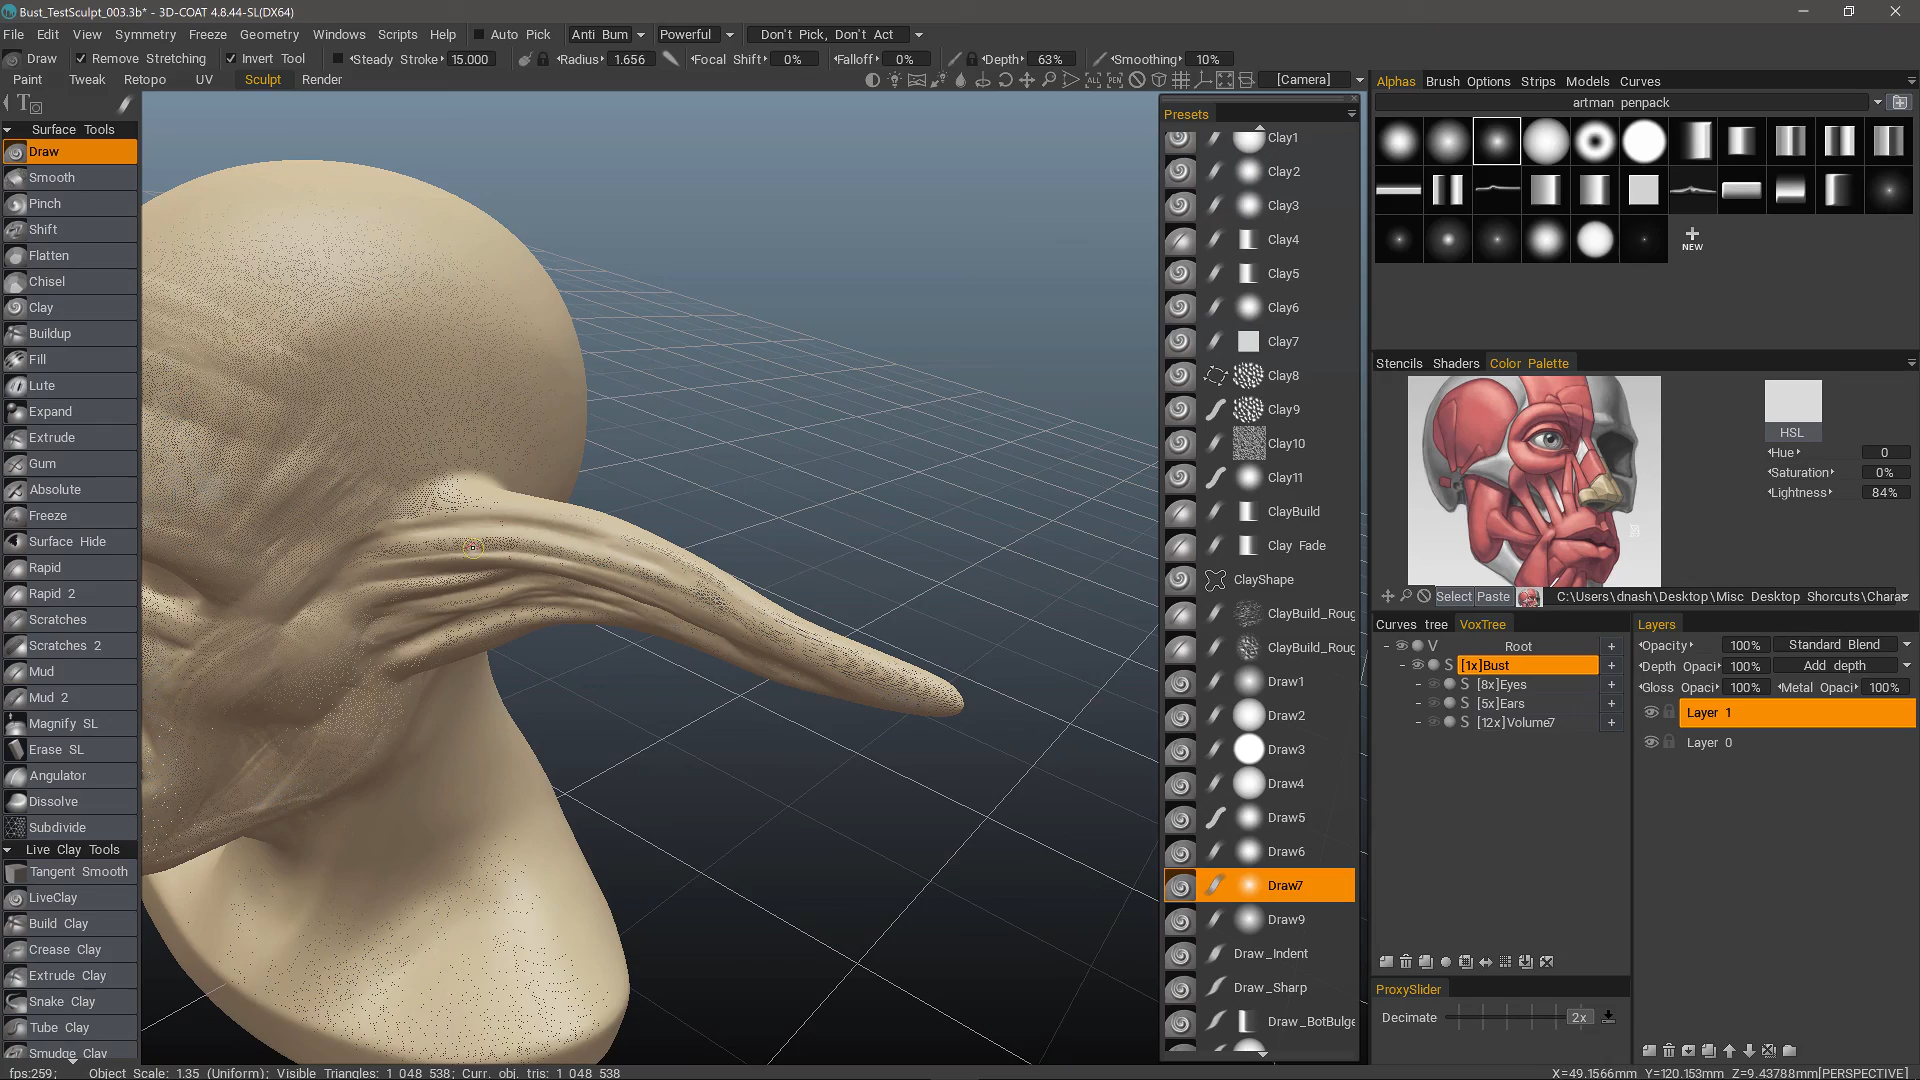 Bust_TestSculpt_003.3b* - 3D-COAT 4.8.44-SL(DX64)
File Edit View Symmetry Freeze Geometry Windows Scripts Help Auto Pick Anti Bum Powerful Don't Pick, Don't Act
Draw Remove Stretching Invert Tool Steady Stroke 15.000 Radius 1.656 Focal Shift 0% Falloff 0% Depth 63% Smoothing 10%
Paint Tweak Retopo UV Sculpt Render [Camera]
Surface Tools
Draw
Smooth
Pinch
Shift
Flatten
Chisel
Clay
Buildup
Fill
Lute
Expand
Extrude
Gum
Absolute
Freeze
Surface Hide
Rapid
Rapid 2
Scratches
Scratches 2
Mud
Mud 2
Magnify SL
Erase SL
Angulator
Dissolve
Subdivide
Live Clay Tools
Tangent Smooth
LiveClay
Build Clay
Crease Clay
Extrude Clay
Snake Clay
Tube Clay
Smudge Clay
Presets
Clay1
Clay2
Clay3
Clay4
Clay5
Clay6
Clay7
Clay8
Clay9
Clay10
Clay11
ClayBuild
Clay Fade
ClayShape
ClayBuild_Roug
ClayBuild_Roug
Draw1
Draw2
Draw3
Draw4
Draw5
Draw6
Draw7
Draw9
Draw_Indent
Draw_Sharp
Draw_BotBulge
Alphas Brush Options Strips Models Curves
artman penpack
NEW
Stencils Shaders Color Palette
HSL
Hue 0
Saturation 0%
Lightness 84%
Select Paste C:\Users\dnash\Desktop\Misc Desktop Shorcuts\Chara
Curves tree VoxTree
V Root +
S [1x]Bust +
S [8x]Eyes +
S [5x]Ears +
S [12x]Volume7 +
ProxySlider
Decimate 2x
Layers
Opacity 100% Standard Blend
Depth Opaci 100% Add depth
Gloss Opaci 100% Metal Opaci 100%
Layer 1
Layer 0
fps:259; Object Scale: 1.35 (Uniform); Visible Triangles: 1 048 538; Curr. obj. tris: 1 048 538
X=49.1566mm Y=120.153mm Z=9.43788mm[PERSPECTIVE]